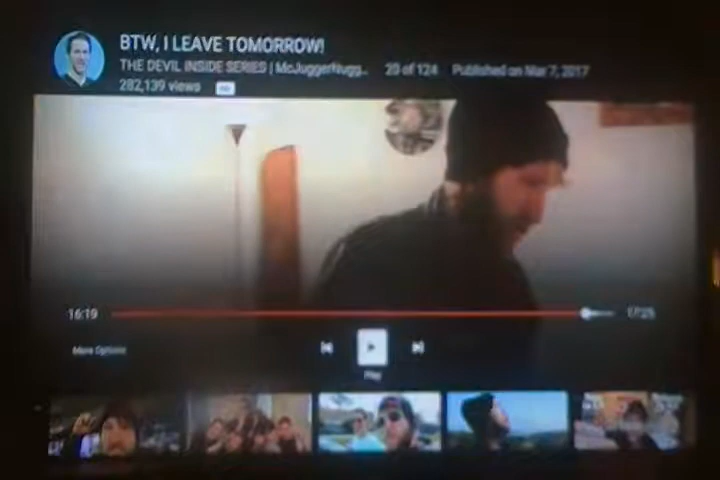 BTW, I LEAVE TOMORROW!
THE DEVIL INSIDE SERIES | McJuggerNugg... 20 of 124 Published on Mar 7, 2017
282,139 views
16:19 17:25
More Options
Play